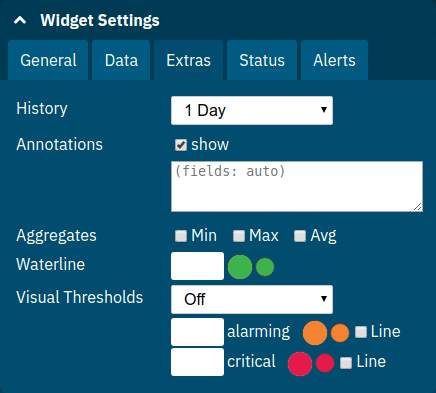 Widget Settings
General Data Extras Status Alerts
History 1 Day
Annotations show
(fields: auto)
Aggregates Min Max Avg
Waterline
Visual Thresholds Off
alarming Line
critical Line